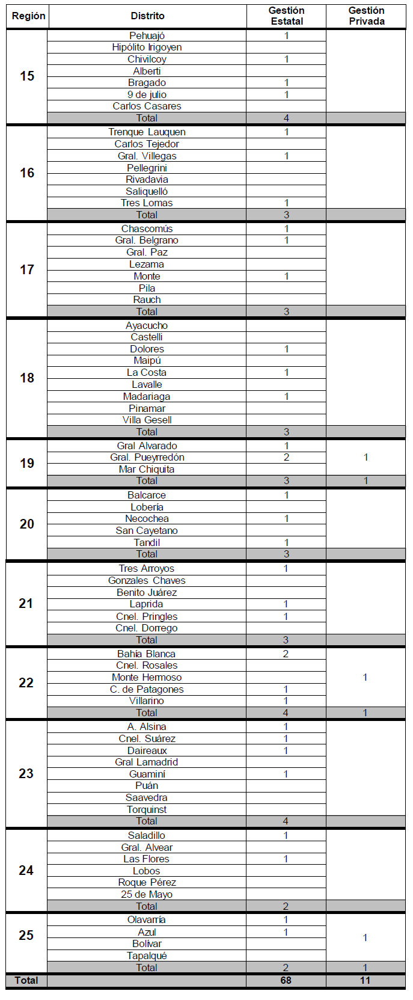 Región Distrito Gestión Estatal Gestión Privada
15
Pehuajó 1
Hipólito Irigoyen
Chivilcoy 1
Alberti
Bragado 1
9 de julio 1
Carlos Casares
Total 4
16
Trenque Lauquen 1
Carlos Tejedor
Gral. Villegas 1
Pellegrini
Rivadavia
Saliquelló
Tres Lomas 1
Total 3
17
Chascomús 1
Gral. Belgrano 1
Gral. Paz
Lezama
Monte 1
Pila
Rauch
Total 3
18
Ayacucho
Castelli
Dolores 1
Maipú
La Costa 1
Lavalle
Madariaga 1
Pinamar
Villa Gesell
Total 3
19
Gral Alvarado 1
Gral. Pueyrredón 2 1
Mar Chiquita
Total 3 1
20
Balcarce 1
Lobería
Necochea 1
San Cayetano
Tandil 1
Total 3
21
Tres Arroyos 1
Gonzales Chaves
Benito Juárez
Laprida 1
Cnel. Pringles 1
Cnel. Dorrego
Total 3
22
Bahía Blanca 2
Cnel. Rosales
Monte Hermoso 1
C. de Patagones 1
Villarino 1
Total 4 1
23
A. Alsina 1
Cnel. Suárez 1
Daireaux 1
Gral Lamadrid
Guaminí 1
Puán
Saavedra
Torquinst
Total 4
24
Saladillo 1
Gral. Alvear
Las Flores 1
Lobos
Roque Pérez
25 de Mayo
Total 2
25
Olavarría 1
Azul 1
1
Bolívar
Tapalqué
Total 2 1
Total 68 11